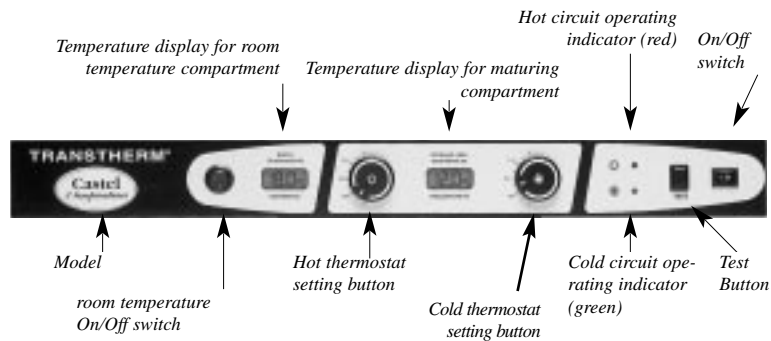 Hot circuit operating
indicator (red)
On/Off
switch
Temperature display for room
temperature compartment
Temperature display for maturing
compartment
TRANSTHERM
Castel
Model
room temperature
On/Off switch
Hot thermostat
setting button
Cold thermostat
setting button
Cold circuit ope-
rating indicator
(green)
Test
Button